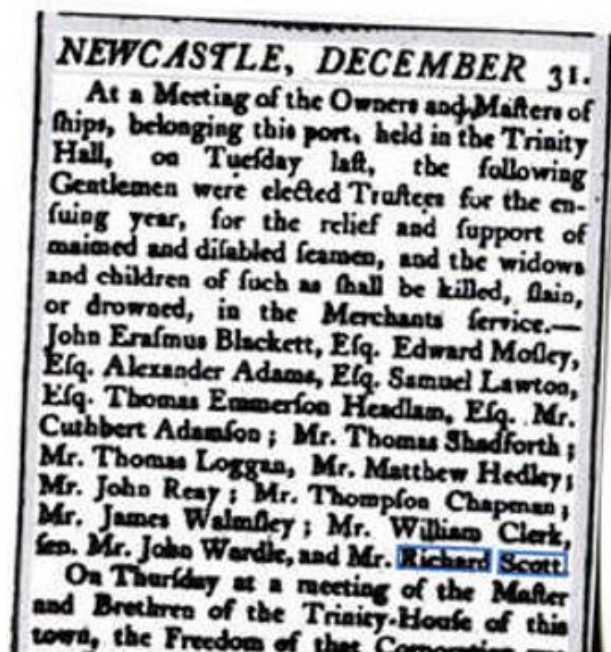 NEWCASTLE, DECEMBER 31.
At a Meeting of the Owners and Maſters of
ſhips, belonging this port, held in the Trinity
Hall, on Tueſday laſt, the following
Gentlemen were elected Truſtees for the en-
ſuing year, for the relief and ſupport of
maimed and diſabled ſeamen, and the widows
and children of ſuch as ſhall be killed, ſlain,
or drowned, in the Merchants ſervice.—
John Eraſmus Blackett, Eſq. Edward Moſley,
Eſq. Alexander Adams, Eſq. Samuel Lawton,
Eſq. Thomas Emmerſon Headlam, Eſq. Mr.
Cuthbert Adamſon; Mr. Thomas Shadforth;
Mr. Thomas Loggan, Mr. Matthew Hedley;
Mr. John Reay; Mr. Thompſon Chapman;
Mr. James Walmſley; Mr. William Clerk,
ſen. Mr. John Wardle, and Mr. Richard Scott.
On Thurſday at a meeting of the Maſter
and Brethren of the Trinity-Houſe of this
town, the Freedom of that Corporation